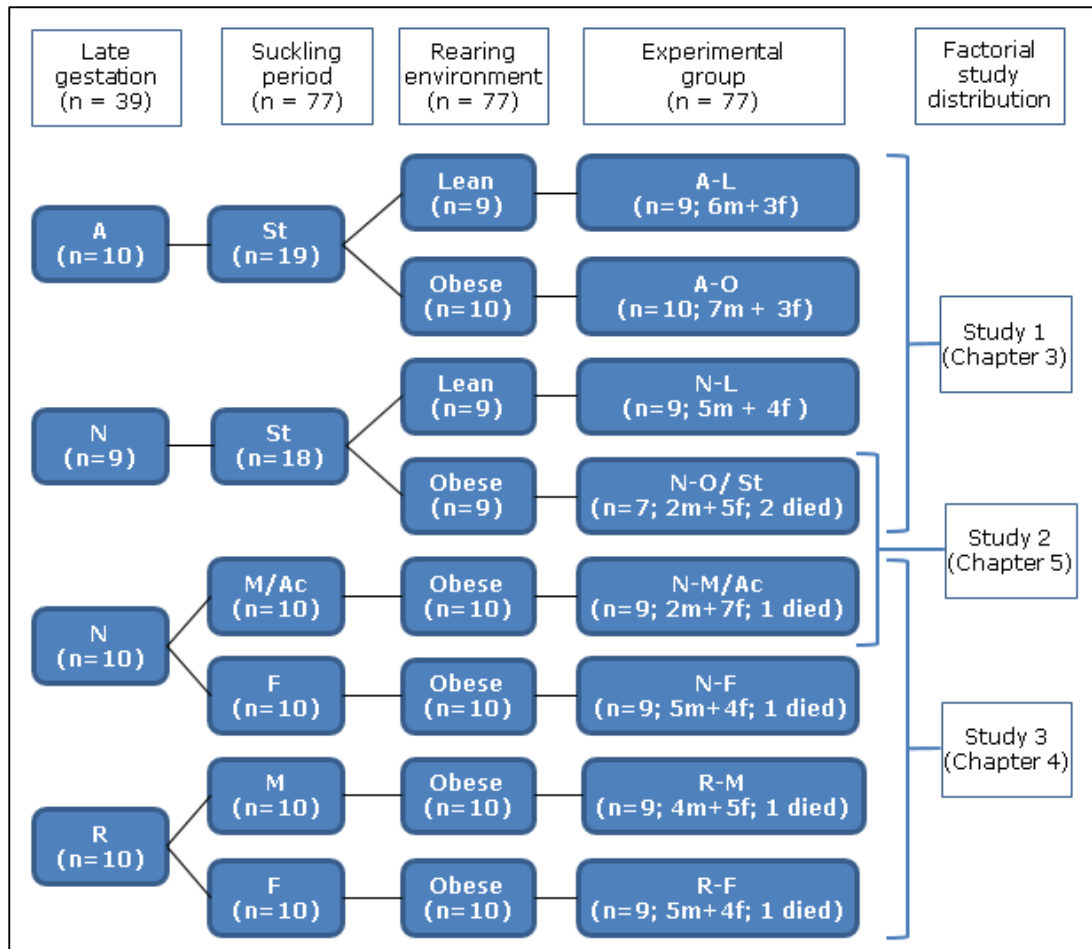 Late
gestation
(n = 39)
Suckling
period
(n = 77)
Rearing
environment
(n = 77)
Experimental
group
(n = 77)
Factorial
study
distribution
A
(n=10)
St
(n=19)
Lean
(n=9)
A-L
(n=9; 6m+3f)
Obese
(n=10)
A-O
(n=10; 7m + 3f)
Study 1
(Chapter 3)
N
(n=9)
St
(n=18)
Lean
(n=9)
N-L
(n=9; 5m + 4f )
Obese
(n=9)
N-O/ St
(n=7; 2m+5f; 2 died)
Study 2
(Chapter 5)
N
(n=10)
M/Ac
(n=10)
Obese
(n=10)
N-M/Ac
(n=9; 2m+7f; 1 died)
F
(n=10)
Obese
(n=10)
N-F
(n=9; 5m+4f; 1 died)
Study 3
(Chapter 4)
R
(n=10)
M
(n=10)
Obese
(n=10)
R-M
(n=9; 4m+5f; 1 died)
F
(n=10)
Obese
(n=10)
R-F
(n=9; 5m+4f; 1 died)